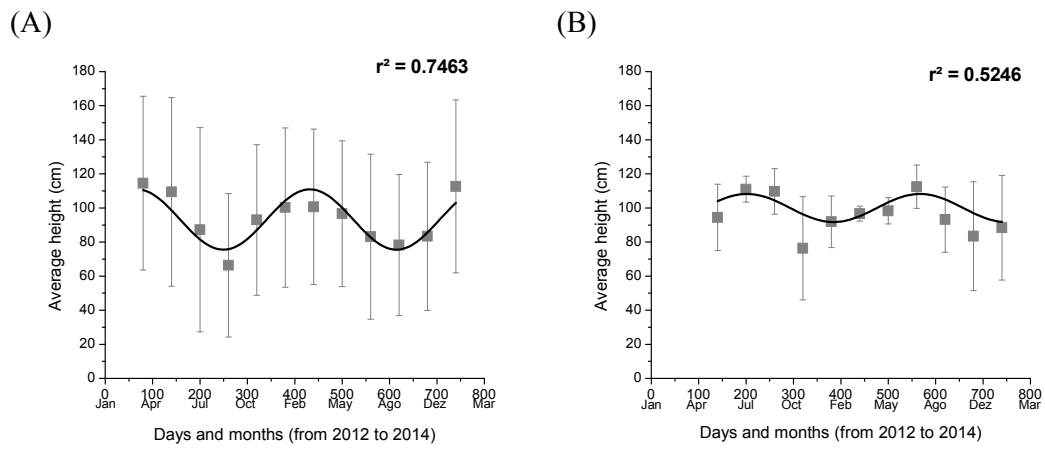 (A)
(B)
r² = 0.7463
180
160
140
120
100
80
60
40
20
0
Average height (cm)
0 100 200 300 400 500 600 700 800
Jan Apr Jul Oct Feb May Ago Dez Mar
Days and months (from 2012 to 2014)
r² = 0.5246
180
160
140
120
100
80
60
40
20
0
Average height (cm)
0 100 200 300 400 500 600 700 800
Jan Apr Jul Oct Feb May Ago Dez Mar
Days and months (from 2012 to 2014)